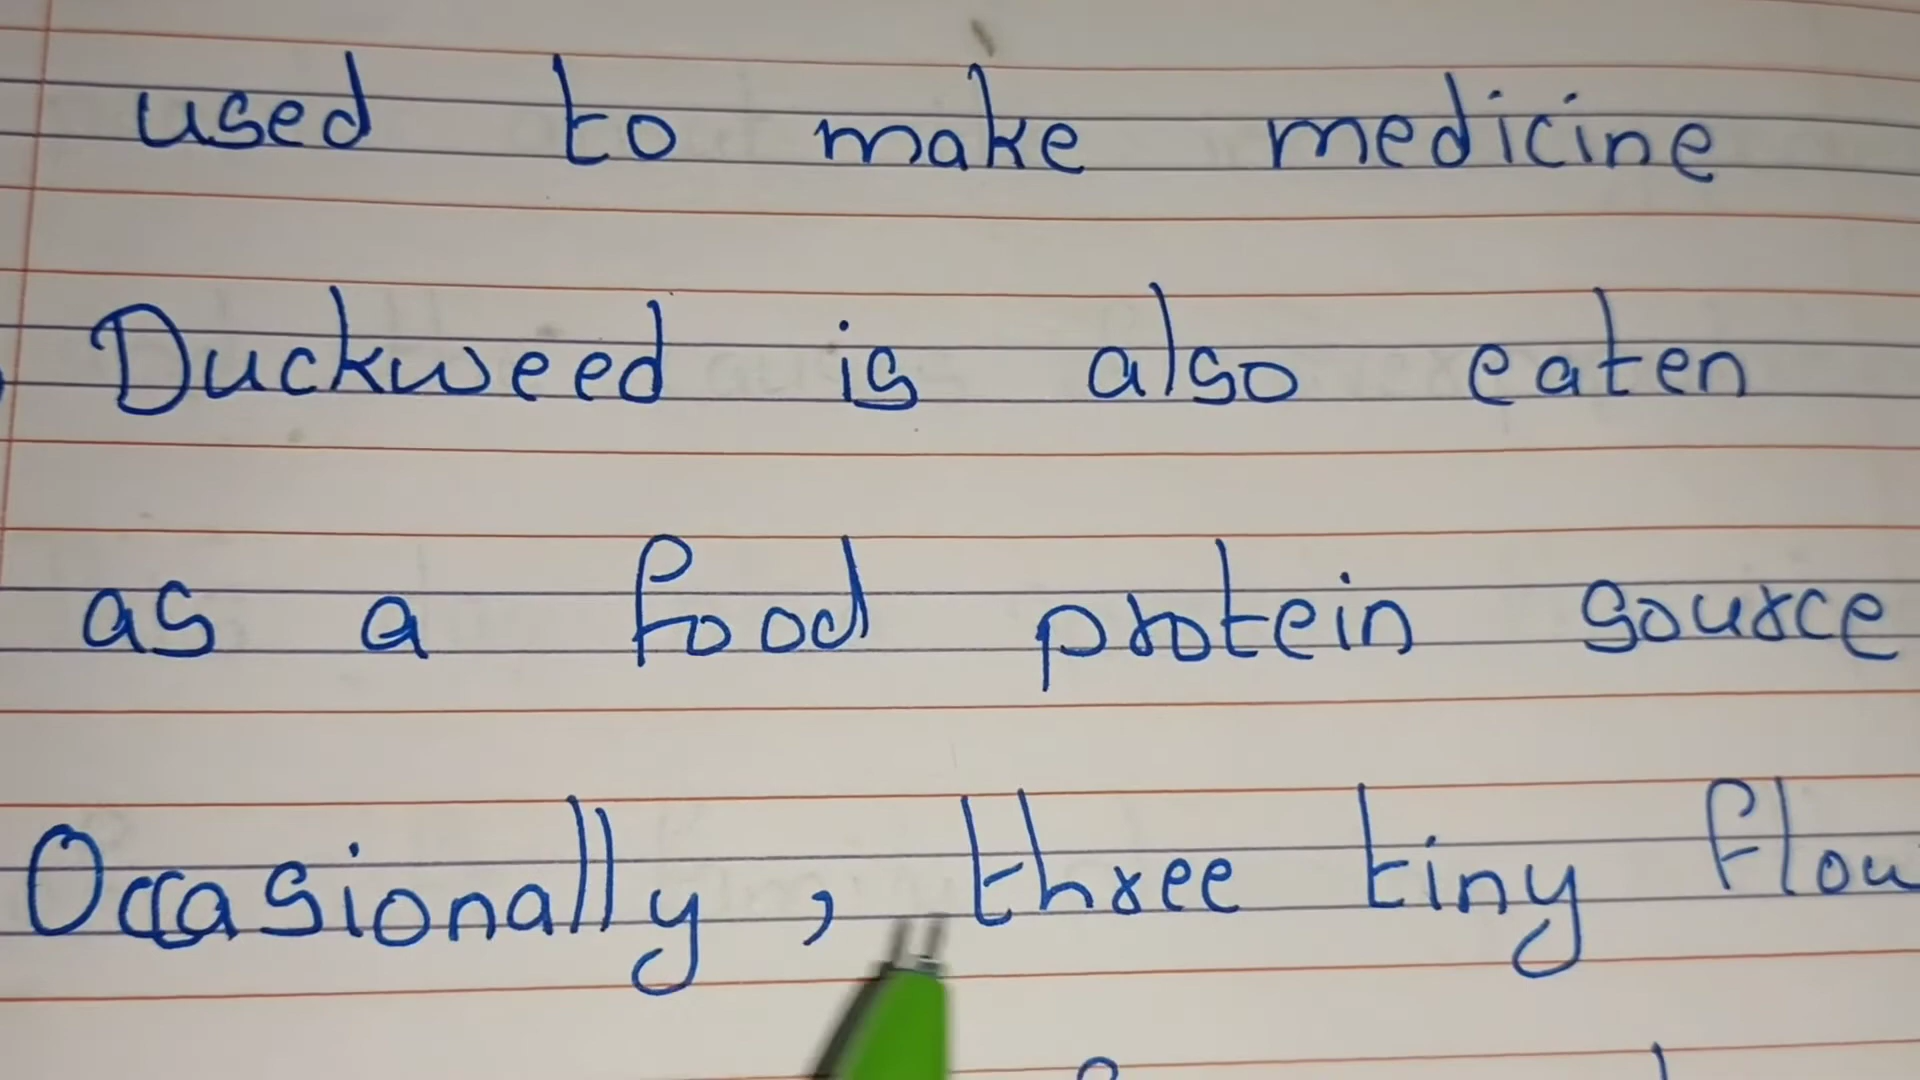 used to make medicine
Duckweed is also eaten
as a food protein source
Occasionally, three tiny